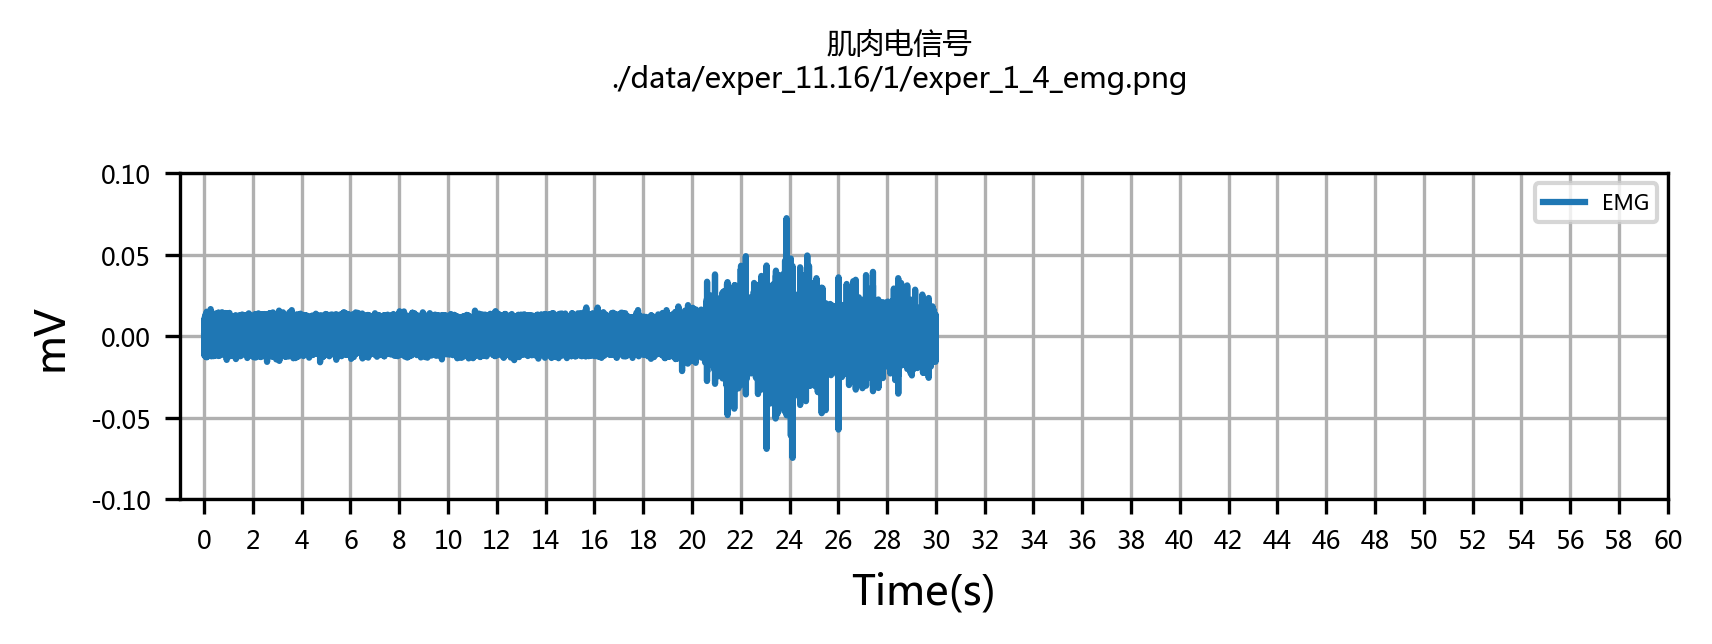 肌肉电信号
./data/exper_11.16/1/exper_1_4_emg.png
0.10
0.05
0.00
-0.05
-0.10
mV
EMG
0 2 4 6 8 10 12 14 16 18 20 22 24 26 28 30 32 34 36 38 40 42 44 46 48 50 52 54 56 58 60
Time(s)